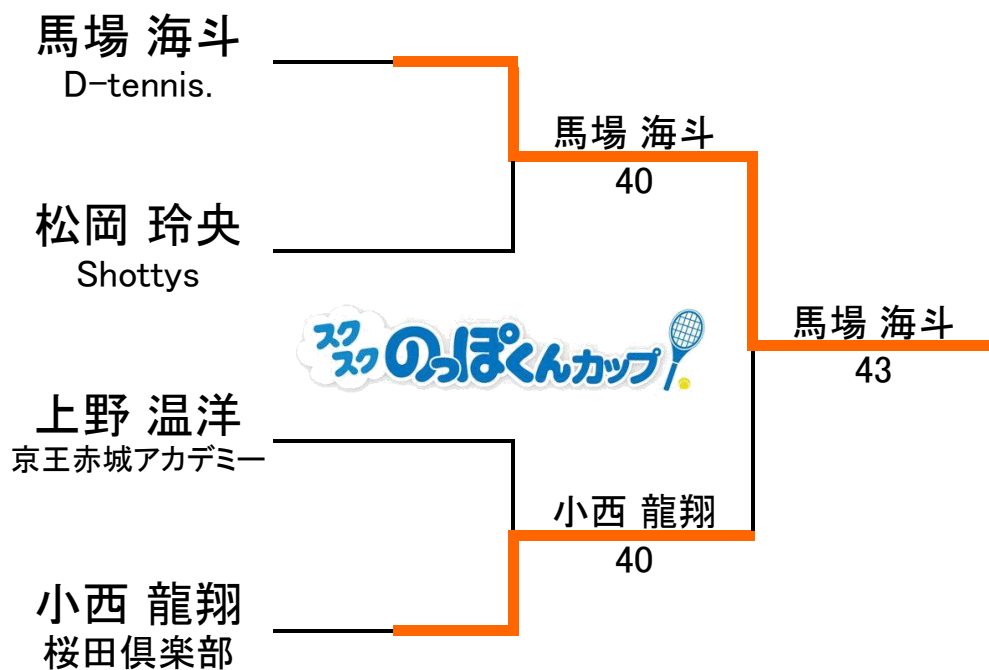 馬場 海斗
D-tennis.
馬場 海斗
40
松岡 玲央
Shottys
スク
スク
のっぽくんカップ
馬場 海斗
43
上野 温洋
京王赤城アカデミー
小西 龍翔
40
小西 龍翔
桜田倶楽部